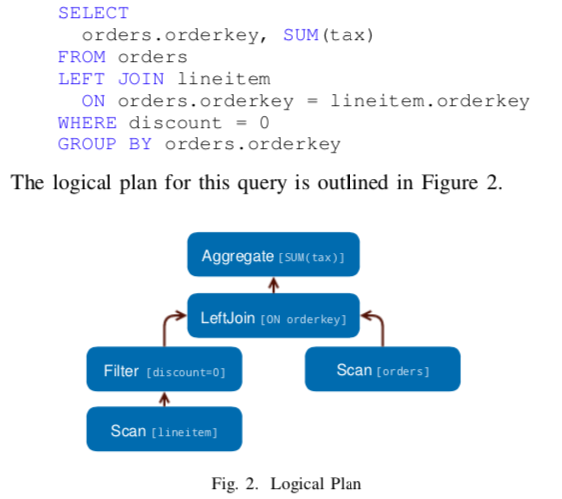 SELECT
orders.orderkey, SUM(tax)
FROM orders
LEFT JOIN lineitem
ON orders.orderkey = lineitem.orderkey
WHERE discount = 0
GROUP BY orders.orderkey
The logical plan for this query is outlined in Figure 2.
Aggregate [SUM(tax)]
LeftJoin [ON orderkey]
Filter [discount=0]
Scan [orders]
Scan [lineitem]
Fig. 2. Logical Plan